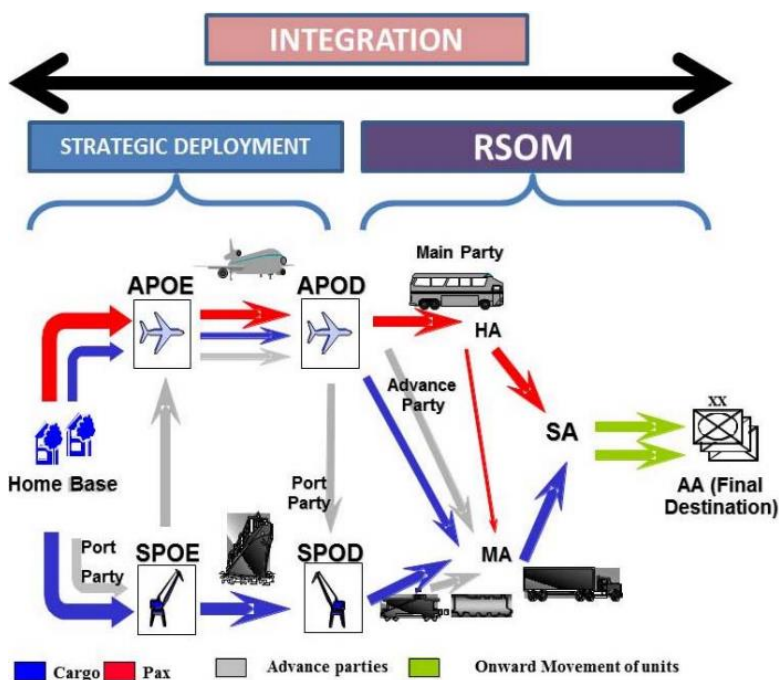 INTEGRATION
STRATEGIC DEPLOYMENT
RSOM
Main Party
APOE
APOD
HA
Advance
Party
SA
XX
Home Base
Port
Party
AA (Final
Destination)
Port
Party
SPOE
SPOD
MA
Cargo
Pax
Advance parties
Onward Movement of units